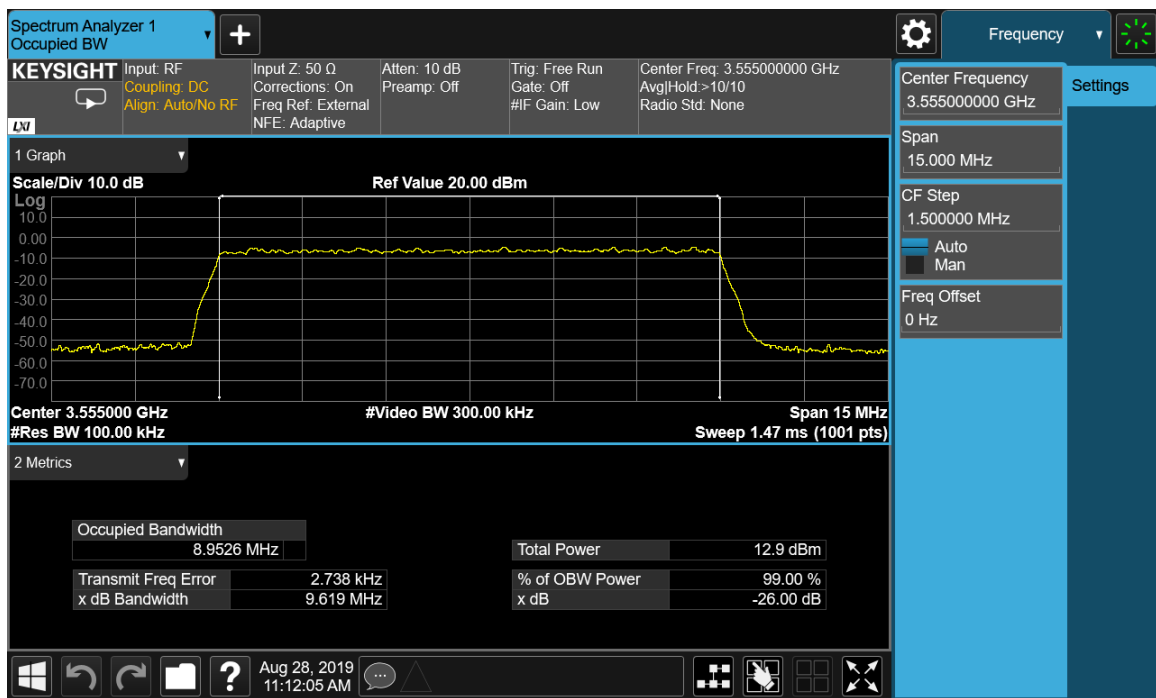 Spectrum Analyzer 1
Occupied BW
Frequency
KEYSIGHT
LXI
Input: RF
Coupling: DC
Align: Auto/No RF
Input Z: 50 Ω
Corrections: On
Freq Ref: External
NFE: Adaptive
Atten: 10 dB
Preamp: Off
Trig: Free Run
Gate: Off
#IF Gain: Low
Center Freq: 3.555000000 GHz
Avg|Hold:>10/10
Radio Std: None
Center Frequency
3.555000000 GHz
Settings
Span
15.000 MHz
CF Step
1.500000 MHz
Auto
Man
Freq Offset
0 Hz
1 Graph
Scale/Div 10.0 dB
Ref Value 20.00 dBm
Log
10.0
0.00
-10.0
-20.0
-30.0
-40.0
-50.0
-60.0
-70.0
Center 3.555000 GHz
#Video BW 300.00 kHz
Span 15 MHz
#Res BW 100.00 kHz
Sweep 1.47 ms (1001 pts)
2 Metrics
Occupied Bandwidth
8.9526 MHz
Total Power 12.9 dBm
Transmit Freq Error 2.738 kHz
% of OBW Power 99.00 %
x dB Bandwidth 9.619 MHz
x dB -26.00 dB
?
Aug 28, 2019
11:12:05 AM